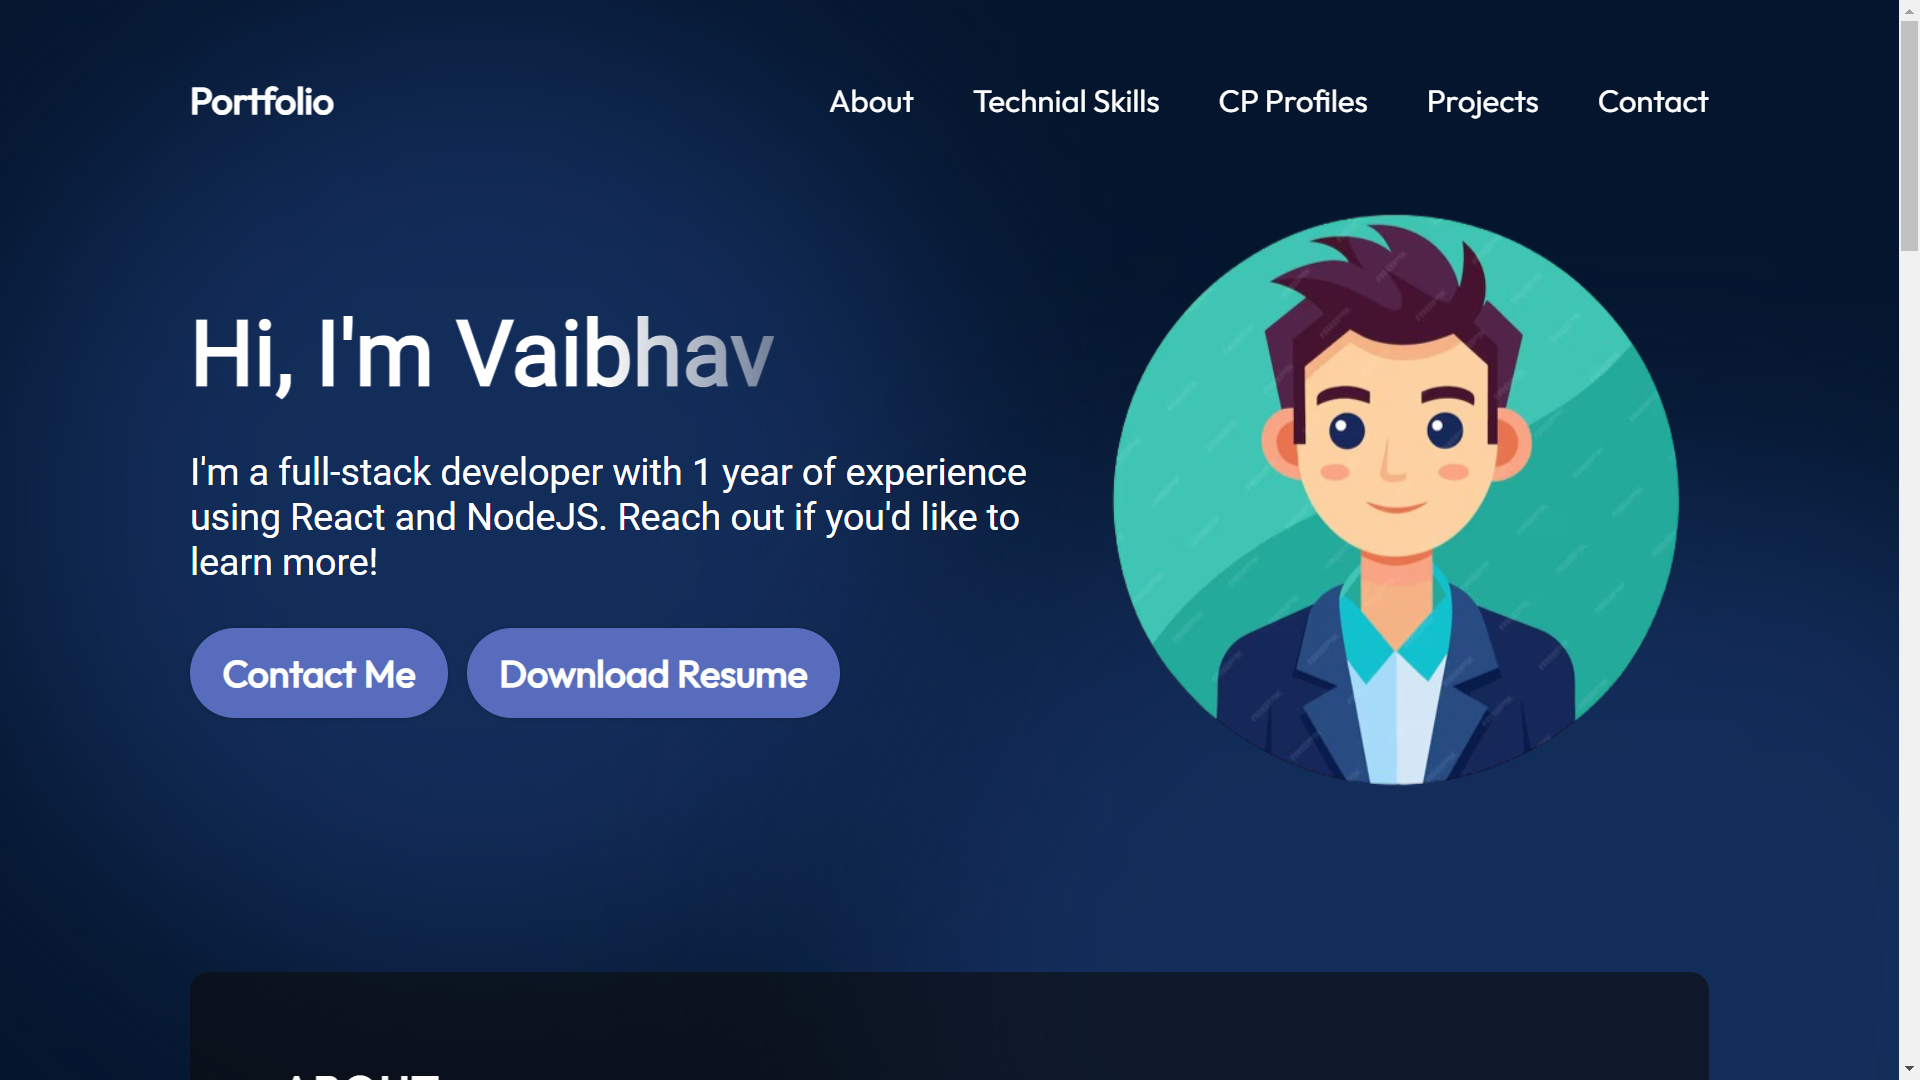 Portfolio
About
Technial Skills
CP Profiles
Projects
Contact
Hi, I'm Vaibhav
I'm a full-stack developer with 1 year of experience
using React and NodeJS. Reach out if you'd like to
learn more!
Contact Me
Download Resume
ABOUT